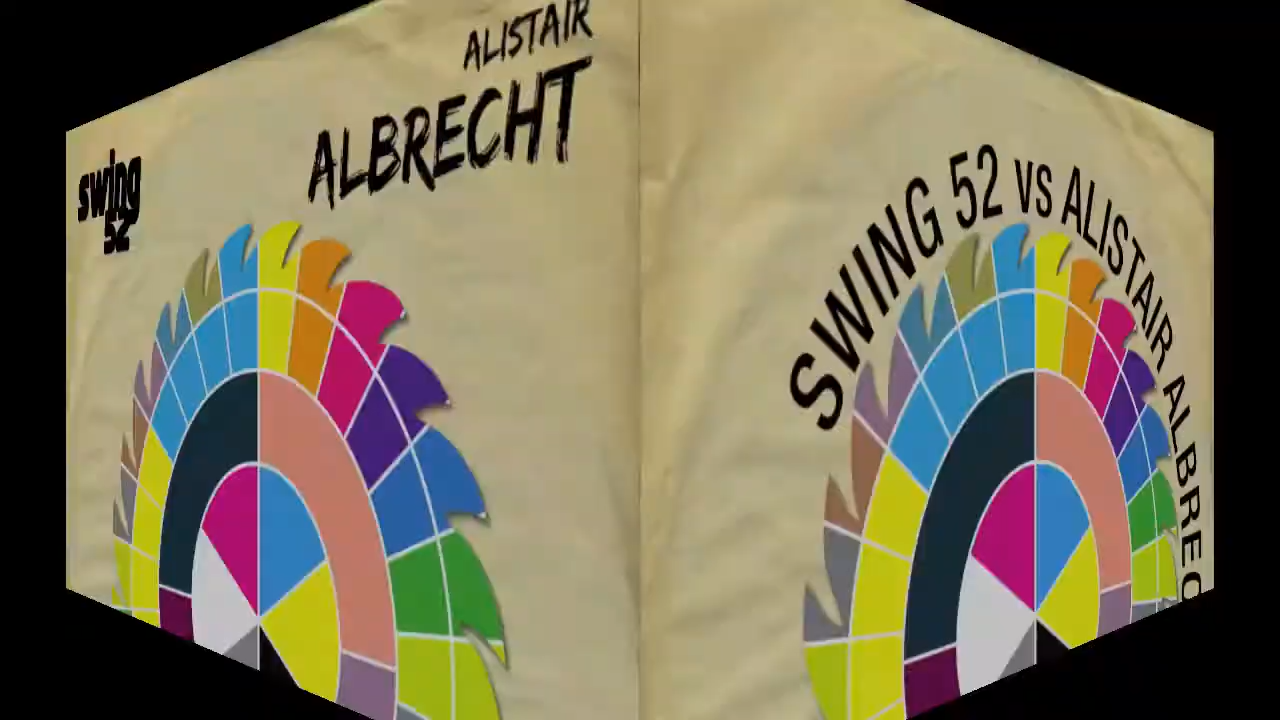 ALISTAIR
ALBRECHT
swing
52
SWING 52 VS ALISTAIR ALBREC